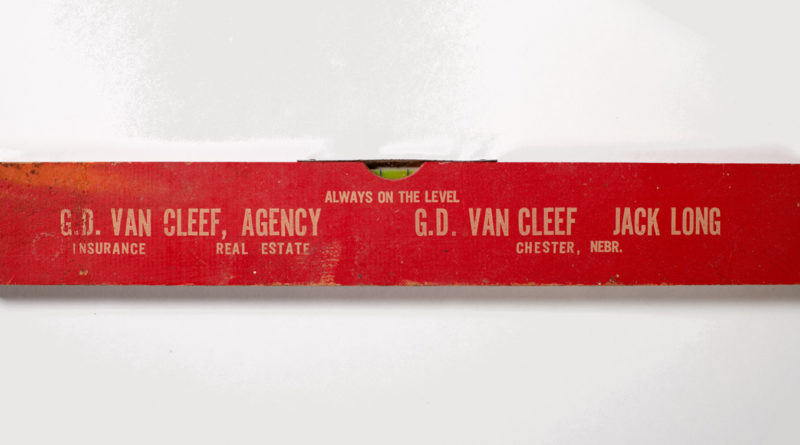 ALWAYS ON THE LEVEL
G.D. VAN CLEEF, AGENCY G.D. VAN CLEEF JACK LONG
INSURANCE REAL ESTATE CHESTER, NEBR.